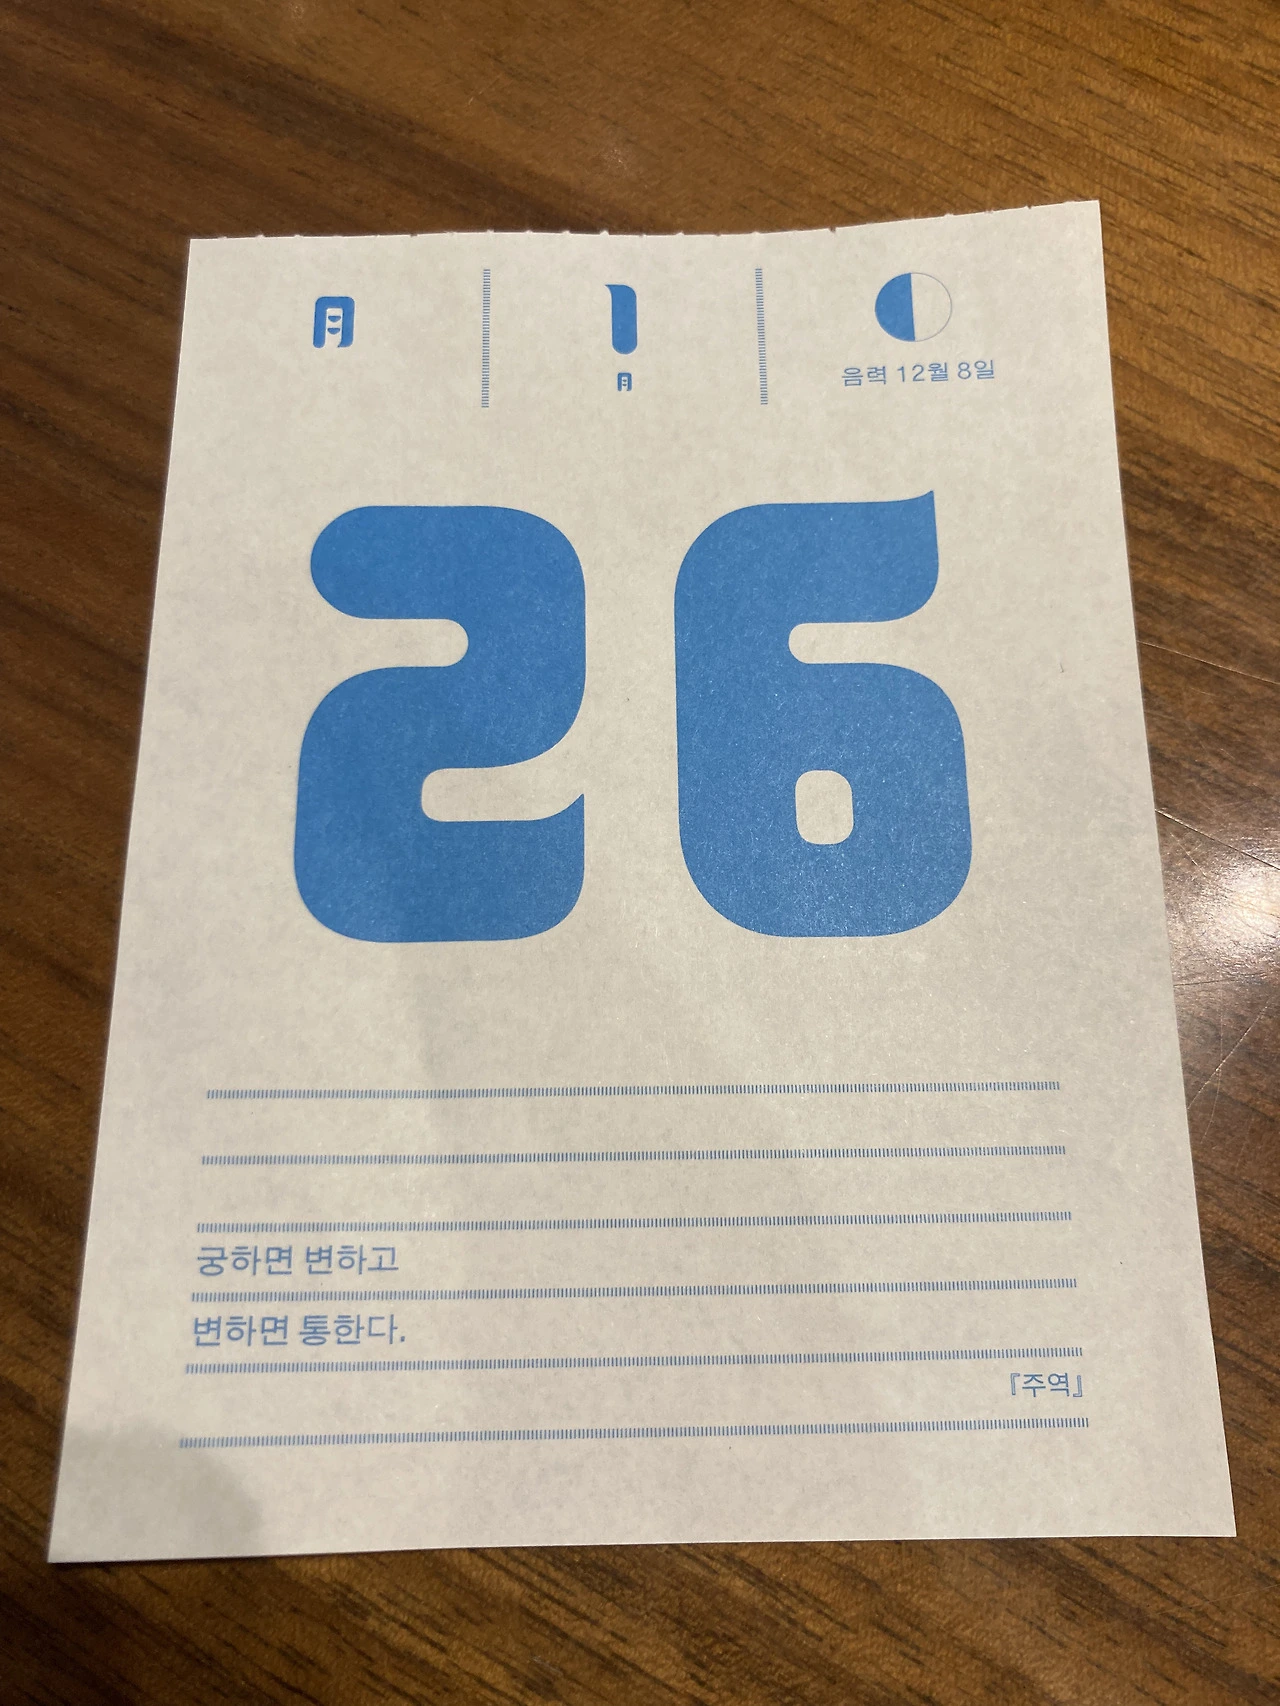 月
1
月
음력 12월 8일
26
궁하면 변하고
변하면 통한다.
『주역』